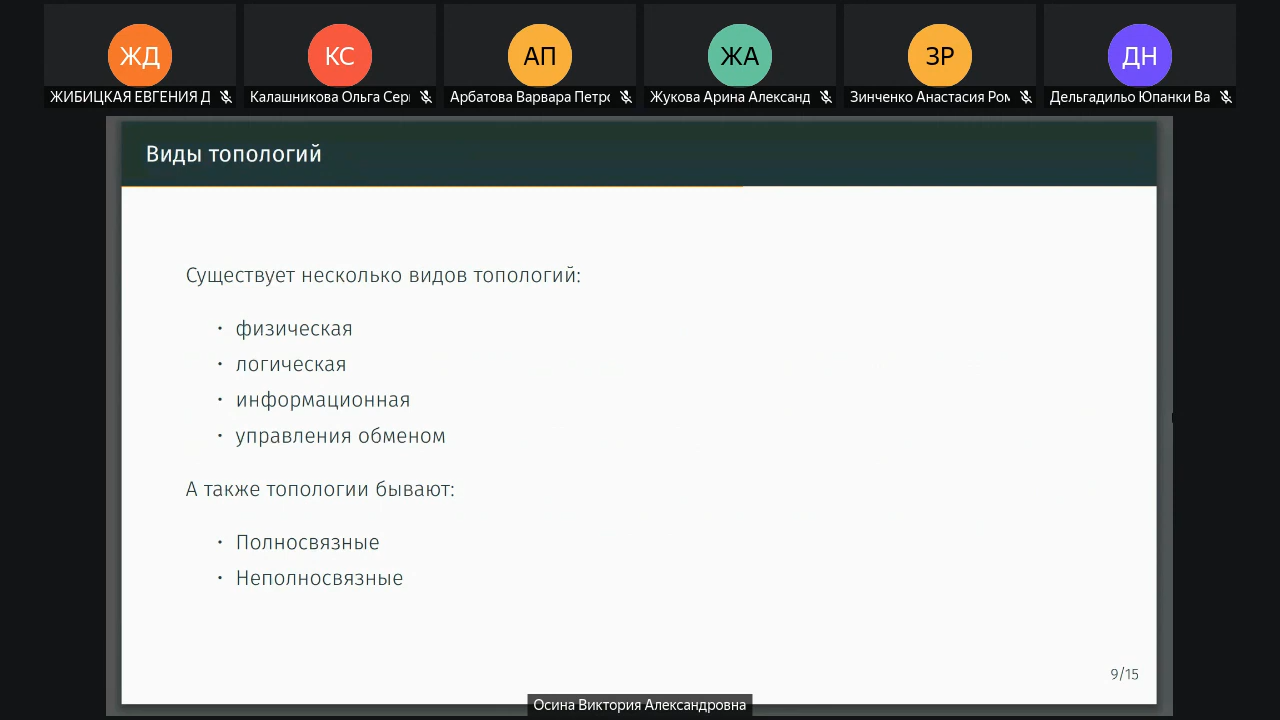 ЖД
КС
АП
ЖА
ЗР
ДН
ЖИБИЦКАЯ ЕВГЕНИЯ Д
Калашникова Ольга Сер
Арбатова Варвара Петро
Жукова Арина Александ
Зинченко Анастасия Ром
Дельгадильо Юпанки Ва
Виды топологий
Существует несколько видов топологий:
• физическая
• логическая
• информационная
• управления обменом
А также топологии бывают:
• Полносвязные
• Неполносвязные
9/15
Осина Виктория Александровна